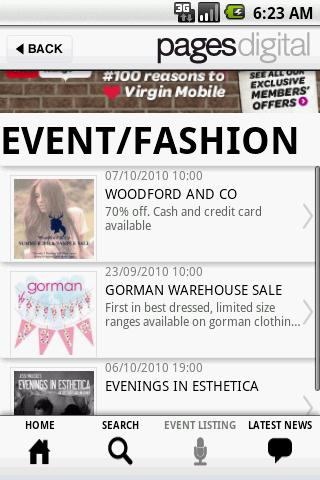 3G
6:23 AM
BACK
pagesdigital
#100 reasons to
Virgin Mobile
SEE ALL OUR
EXCLUSIVE
MEMBERS'
OFFERS
EVENT/FASHION
07/10/2010 10:00
WOODFORD AND CO
70% off. Cash and credit card
available
SAMPLE SALE
23/09/2010 10:00
GORMAN WAREHOUSE SALE
First in best dressed, limited size
ranges available on gorman clothin...
gorman
06/10/2010 19:00
EVENINGS IN ESTHETICA
EVENINGS IN ESTHETICA
HOME
SEARCH
EVENT LISTING
LATEST NEWS